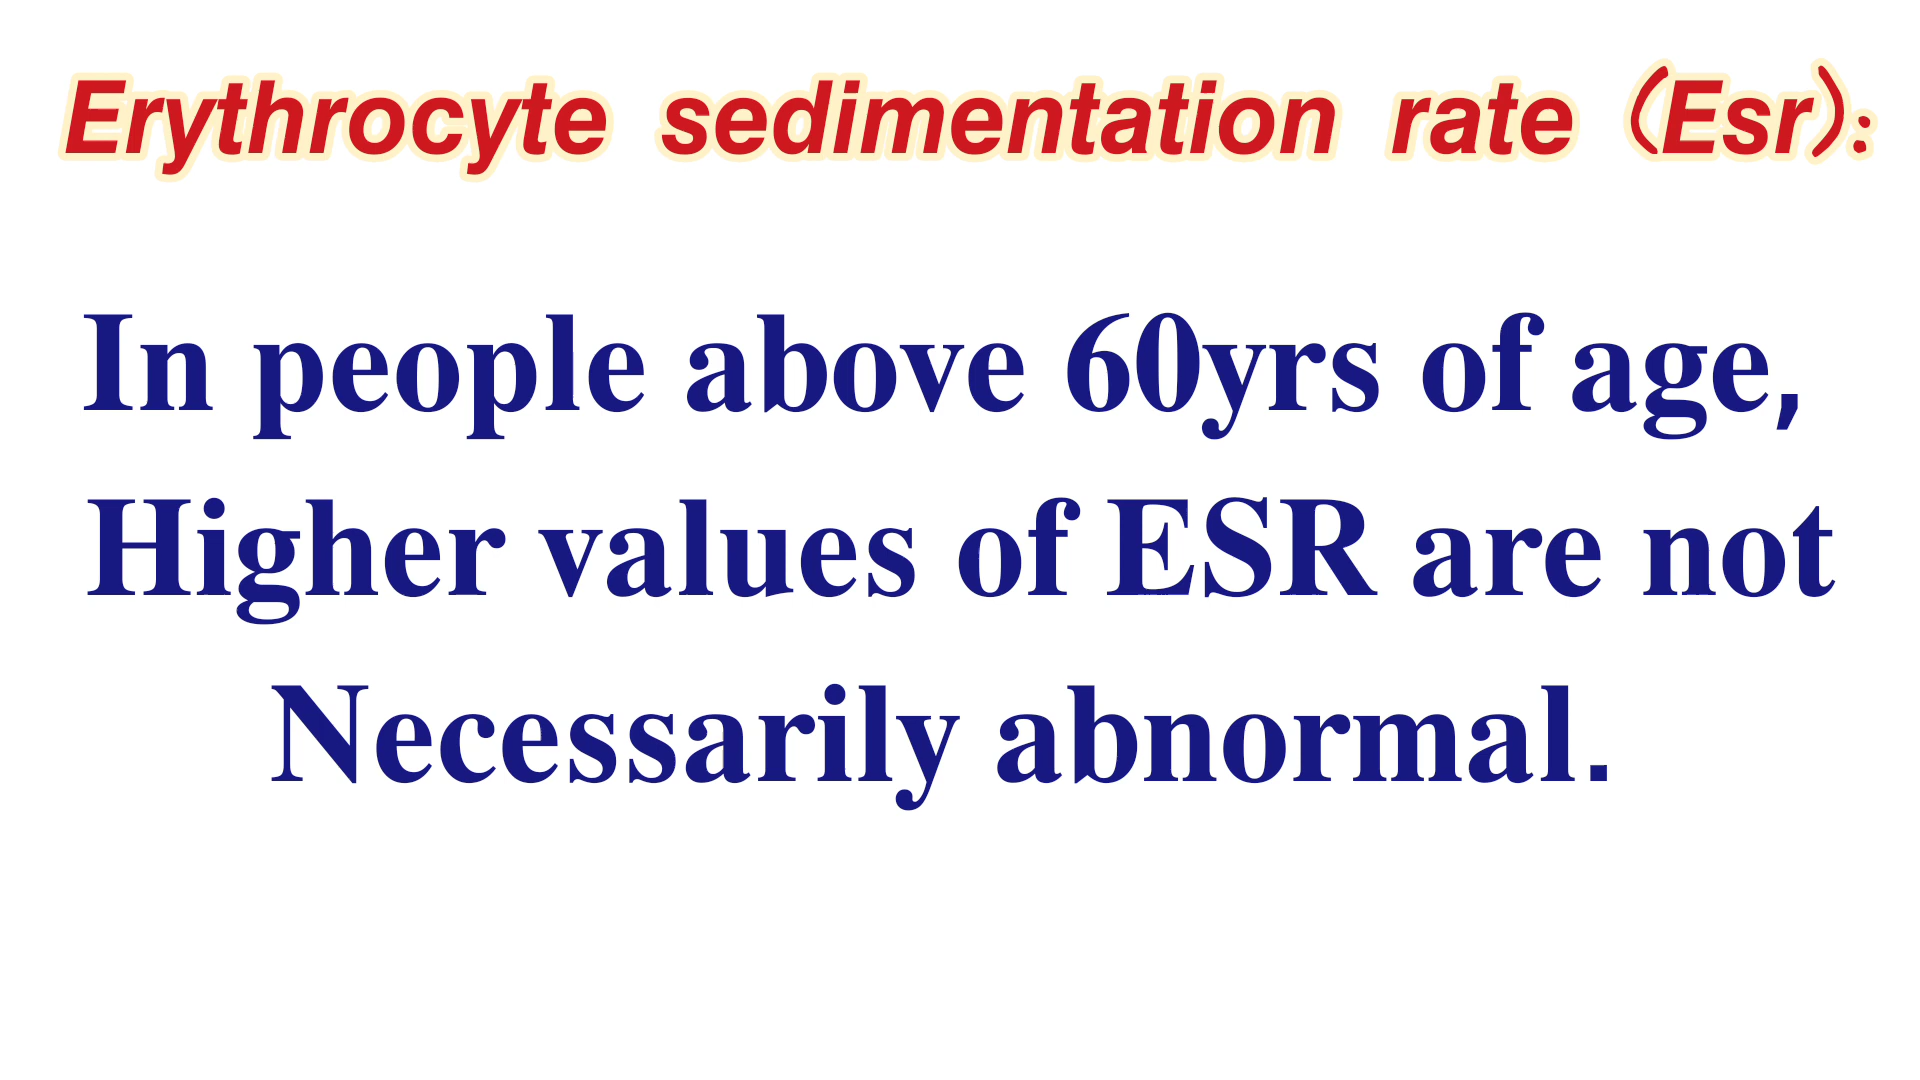 Erythrocyte sedimentation rate (Esr):
In people above 60yrs of age,
Higher values of ESR are not
Necessarily abnormal.